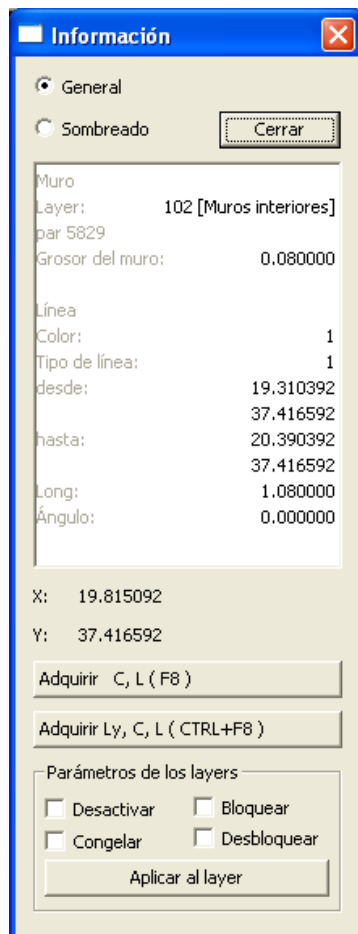 Información
General
Sombreado Cerrar
Muro
Layer: 102 [Muros interiores]
par 5829
Grosor del muro: 0.080000
Línea
Color: 1
Tipo de línea: 1
desde: 19.310392
37.416592
hasta: 20.390392
37.416592
Long: 1.080000
Ángulo: 0.000000
X: 19.815092
Y: 37.416592
Adquirir C, L ( F8 )
Adquirir Ly, C, L ( CTRL+F8 )
Parámetros de los layers
Desactivar Bloquear
Congelar Desbloquear
Aplicar al layer